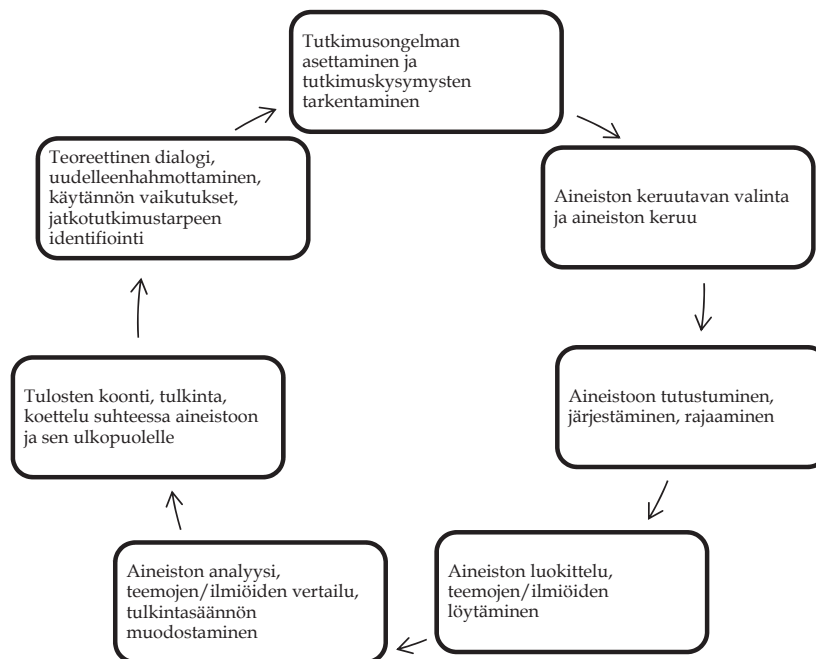 Tutkimusongelman
asettaminen ja
tutkimuskysymysten
tarkentaminen
Aineiston keruutavan valinta
ja aineiston keruu
Aineistoon tutustuminen,
järjestäminen, rajaaminen
Aineiston luokittelu,
teemojen/ilmiöiden
löytäminen
Aineiston analyysi,
teemojen/ilmiöiden vertailu,
tulkintasäännön
muodostaminen
Tulosten koonti, tulkinta,
koettelu suhteessa aineistoon
ja sen ulkopuolelle
Teoreettinen dialogi,
uudelleenhahmottaminen,
käytännön vaikutukset,
jatkotutkimustarpeen
identifiointi